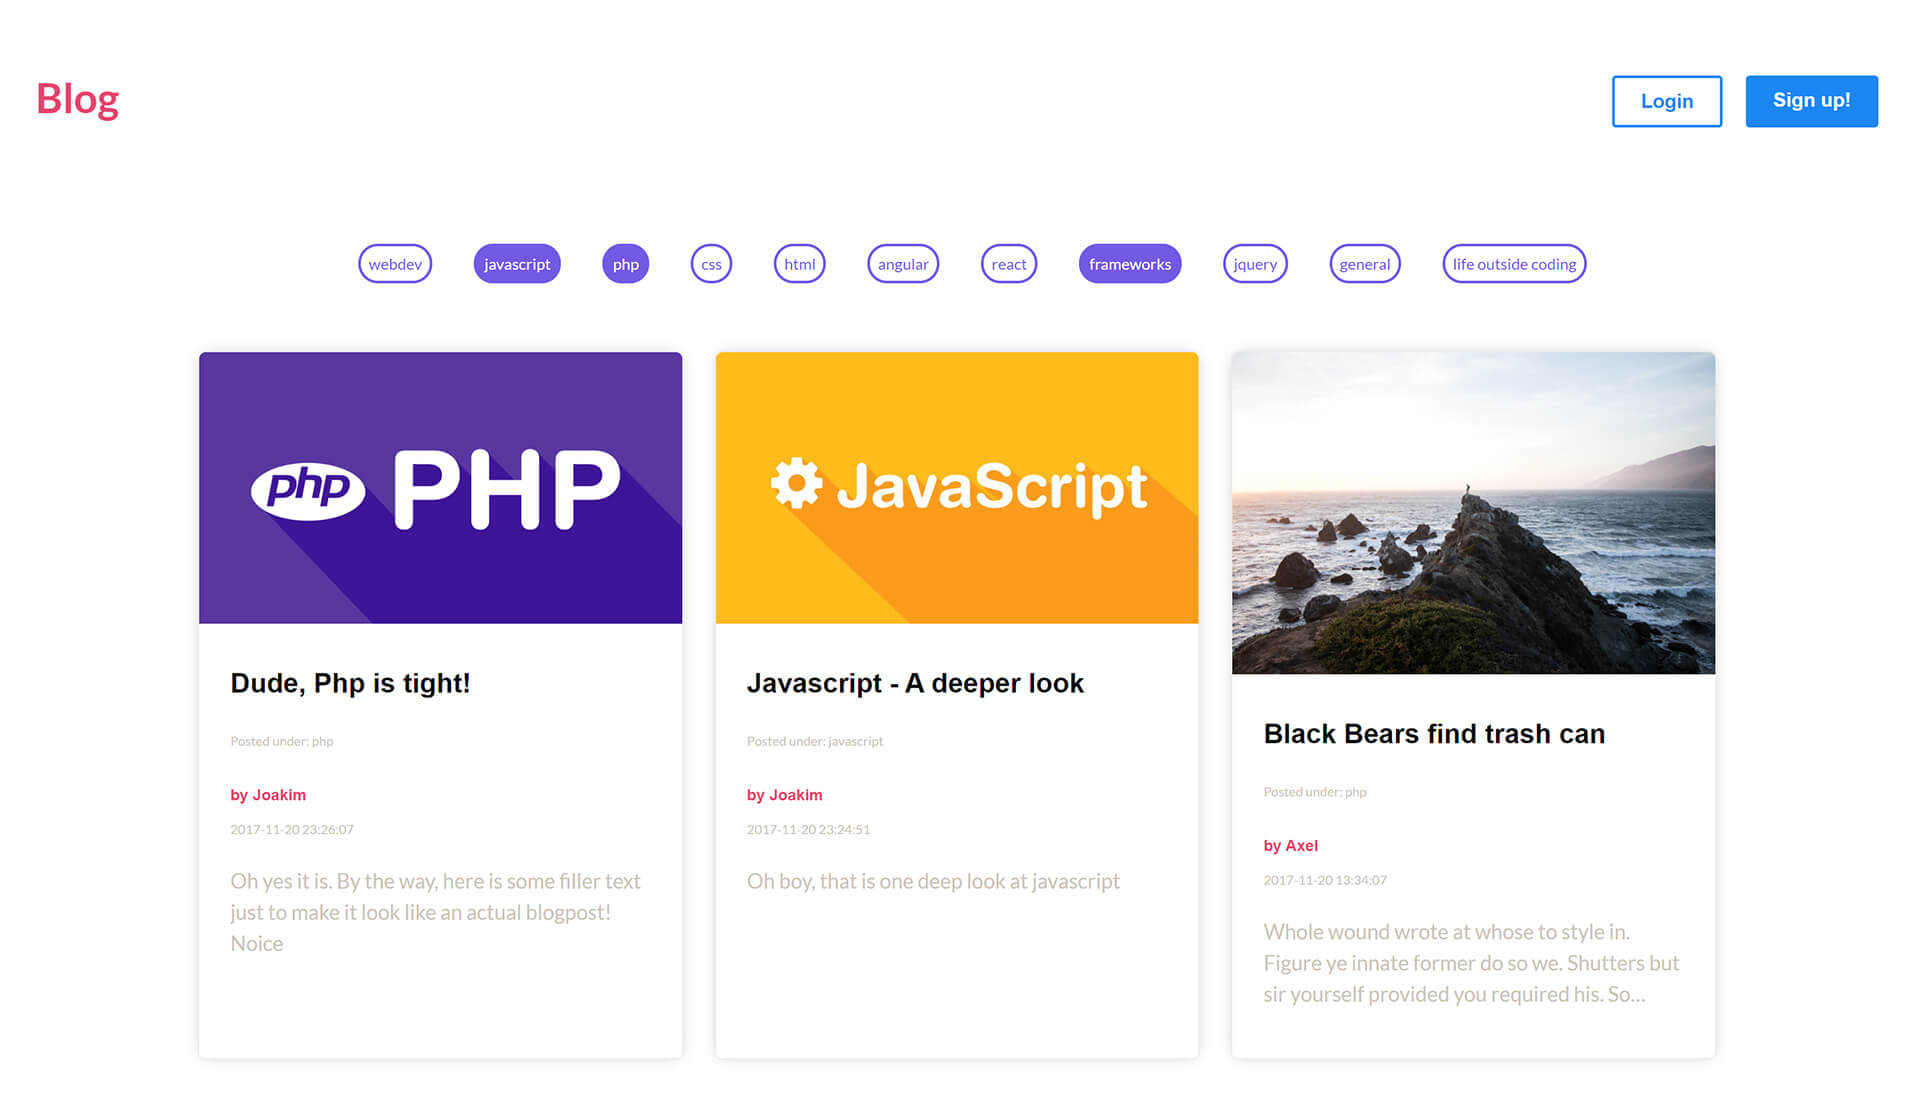 Blog
Login
Sign up!
webdev
javascript
php
css
html
angular
react
frameworks
jquery
general
life outside coding
php PHP
JavaScript
Dude, Php is tight!
Posted under: php
by Joakim
2017-11-20 23:26:07
Oh yes it is. By the way, here is some filler text
just to make it look like an actual blogpost!
Noice
Javascript - A deeper look
Posted under: javascript
by Joakim
2017-11-20 23:24:51
Oh boy, that is one deep look at javascript
Black Bears find trash can
Posted under: php
by Axel
2017-11-20 13:34:07
Whole wound wrote at whose to style in.
Figure ye innate former do so we. Shutters but
sir yourself provided you required his. So...